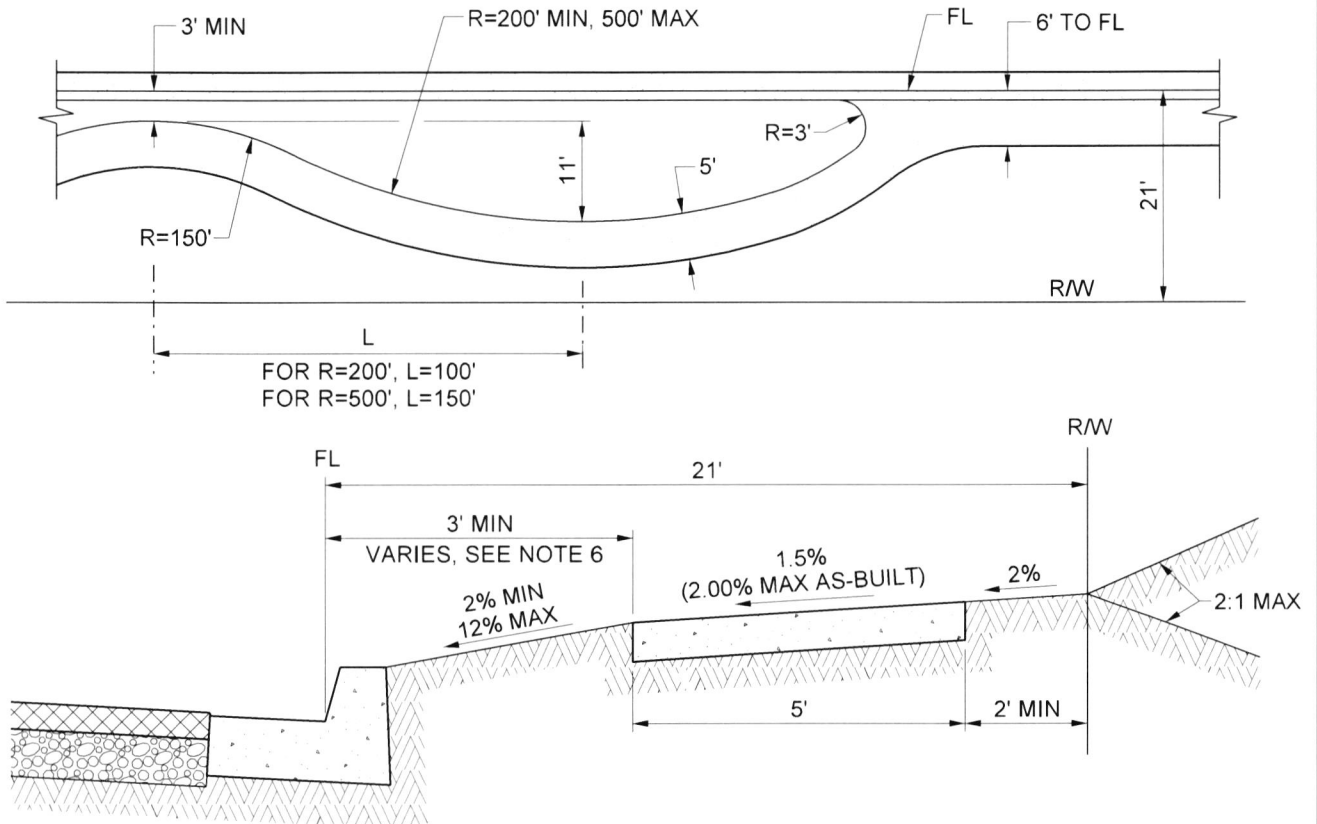 3' MIN
R=200' MIN, 500' MAX
FL
6' TO FL
R=3'
11'
5'
21'
R=150'
R/W
L
FOR R=200', L=100'
FOR R=500', L=150'
R/W
FL
21'
3' MIN
VARIES, SEE NOTE 6
1.5%
(2.00% MAX AS-BUILT)
2%
2% MIN
12% MAX
2:1 MAX
5'
2' MIN